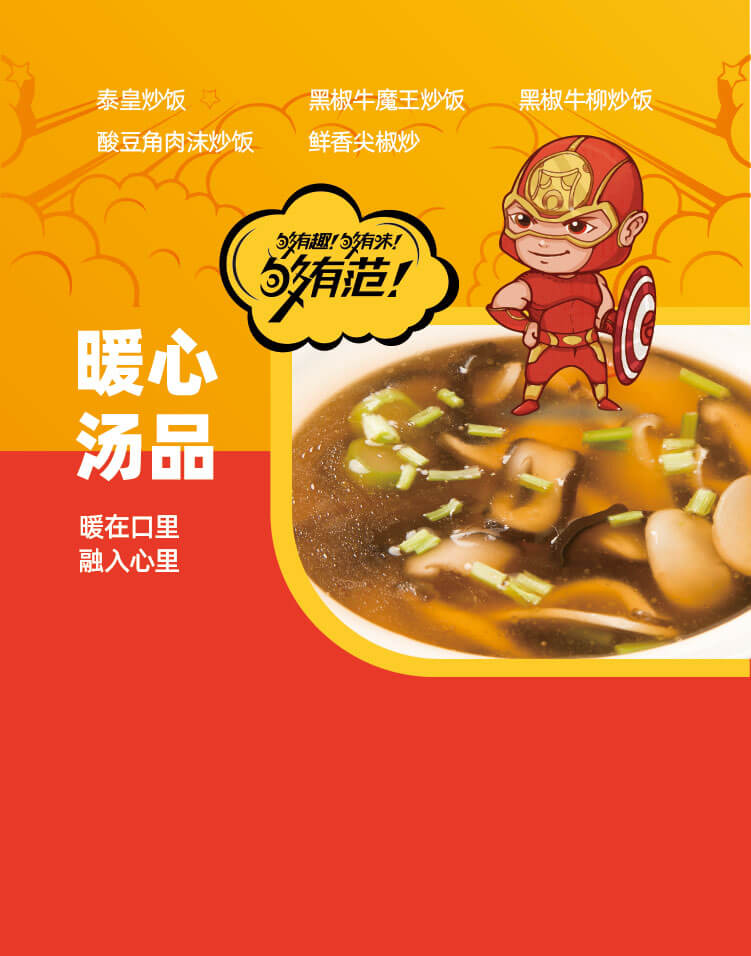 泰皇炒饭 黑椒牛魔王炒饭 黑椒牛柳炒饭
酸豆角肉沫炒饭 鲜香尖椒炒
够有趣!够有味!
够有范!
暖心
汤品
暖在口里
融入心里